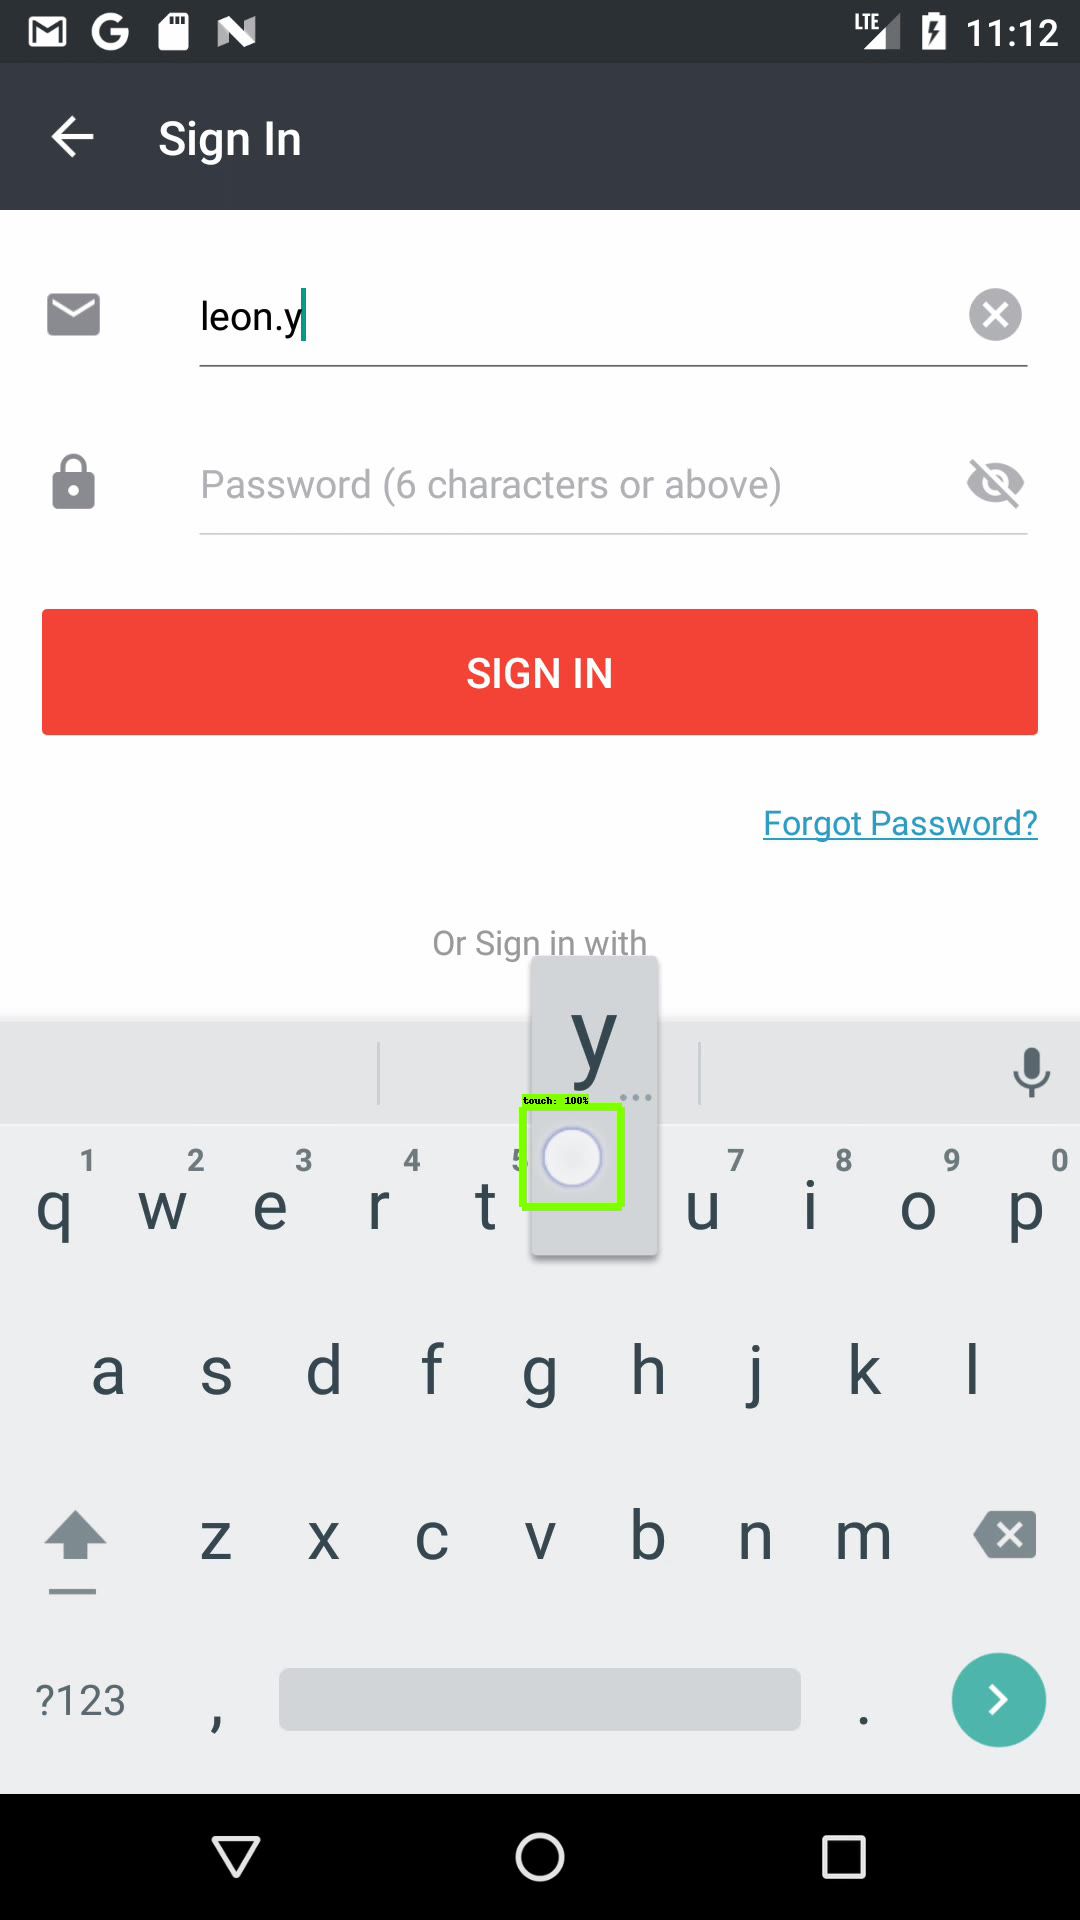 LTE 11:12
Sign In
leon.y
Password (6 characters or above)
SIGN IN
Forgot Password?
Or Sign in with
y
...
touch: 100%
1 2 3 4 5 7 8 9 0
q w e r t u i o p
a s d f g h j k l
z x c v b n m
?123 , .